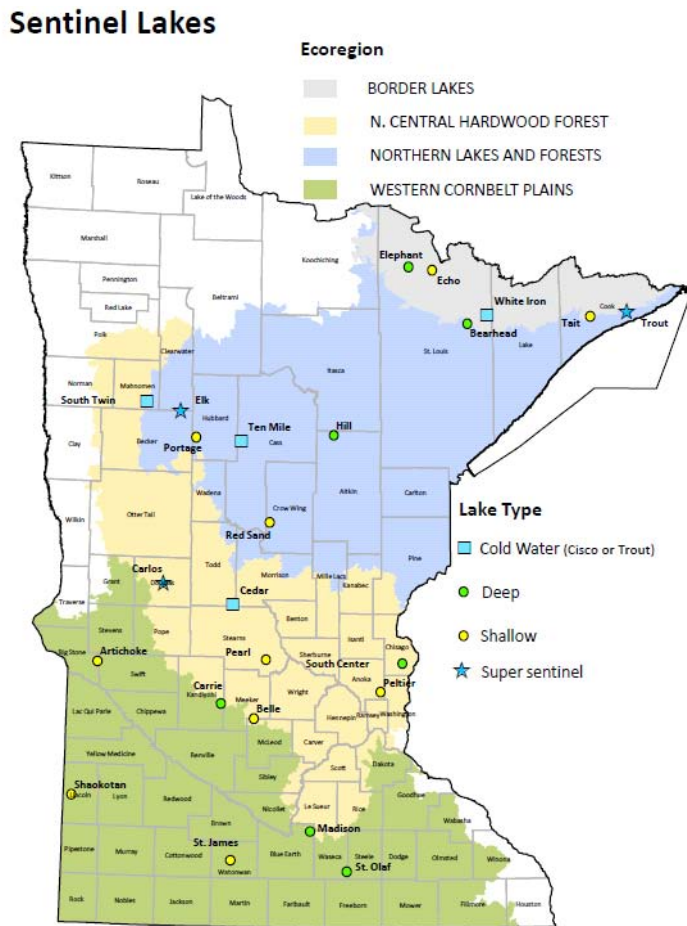 Sentinel Lakes
Ecoregion
BORDER LAKES
N. CENTRAL HARDWOOD FOREST
NORTHERN LAKES AND FORESTS
WESTERN CORNBELT PLAINS
Kittson
Roseau
Lake of the Woods
Marshall
Koochiching
Pennington
Beltrami
Red Lake
Polk
Clearwater
Elephant
Echo
White Iron
Cook
Bearhead
Tait
Trout
St. Louis
Lake
Itasca
Norman
Mahnomen
South Twin
Elk
Hubbard
Ten Mile
Hill
Clay
Becker
Portage
Cass
Wadena
Aitkin
Carlton
Otter Tail
Crow Wing
Red Sand
Wilkin
Lake Type
Cold Water (Cisco or Trout)
Deep
Shallow
Super sentinel
Pine
Todd
Morrison
Mille Lacs
Kanabec
Grant
Carlos
Cedar
Traverse
Stevens
Pope
Benton
Isanti
Chisago
Big Stone
Artichoke
Stearns
Sherburne
Pearl
South Center
Swift
Anoka
Peltier
Carrie
Kandiyohi
Meeker
Wright
Belle
Hennepin
Ramsey
Washington
Lac Qui Parle
Chippewa
McLeod
Carver
Yellow Medicine
Renville
Scott
Dakota
Sibley
Shaokotan
Lincoln
Lyon
Redwood
Nicollet
Le Sueur
Rice
Goodhue
Wabasha
Brown
Madison
Pipestone
Murray
Cottonwood
St. James
Watonwan
Blue Earth
Waseca
Steele
Dodge
Olmsted
Winona
St. Olaf
Rock
Nobles
Jackson
Martin
Faribault
Freeborn
Mower
Fillmore
Houston